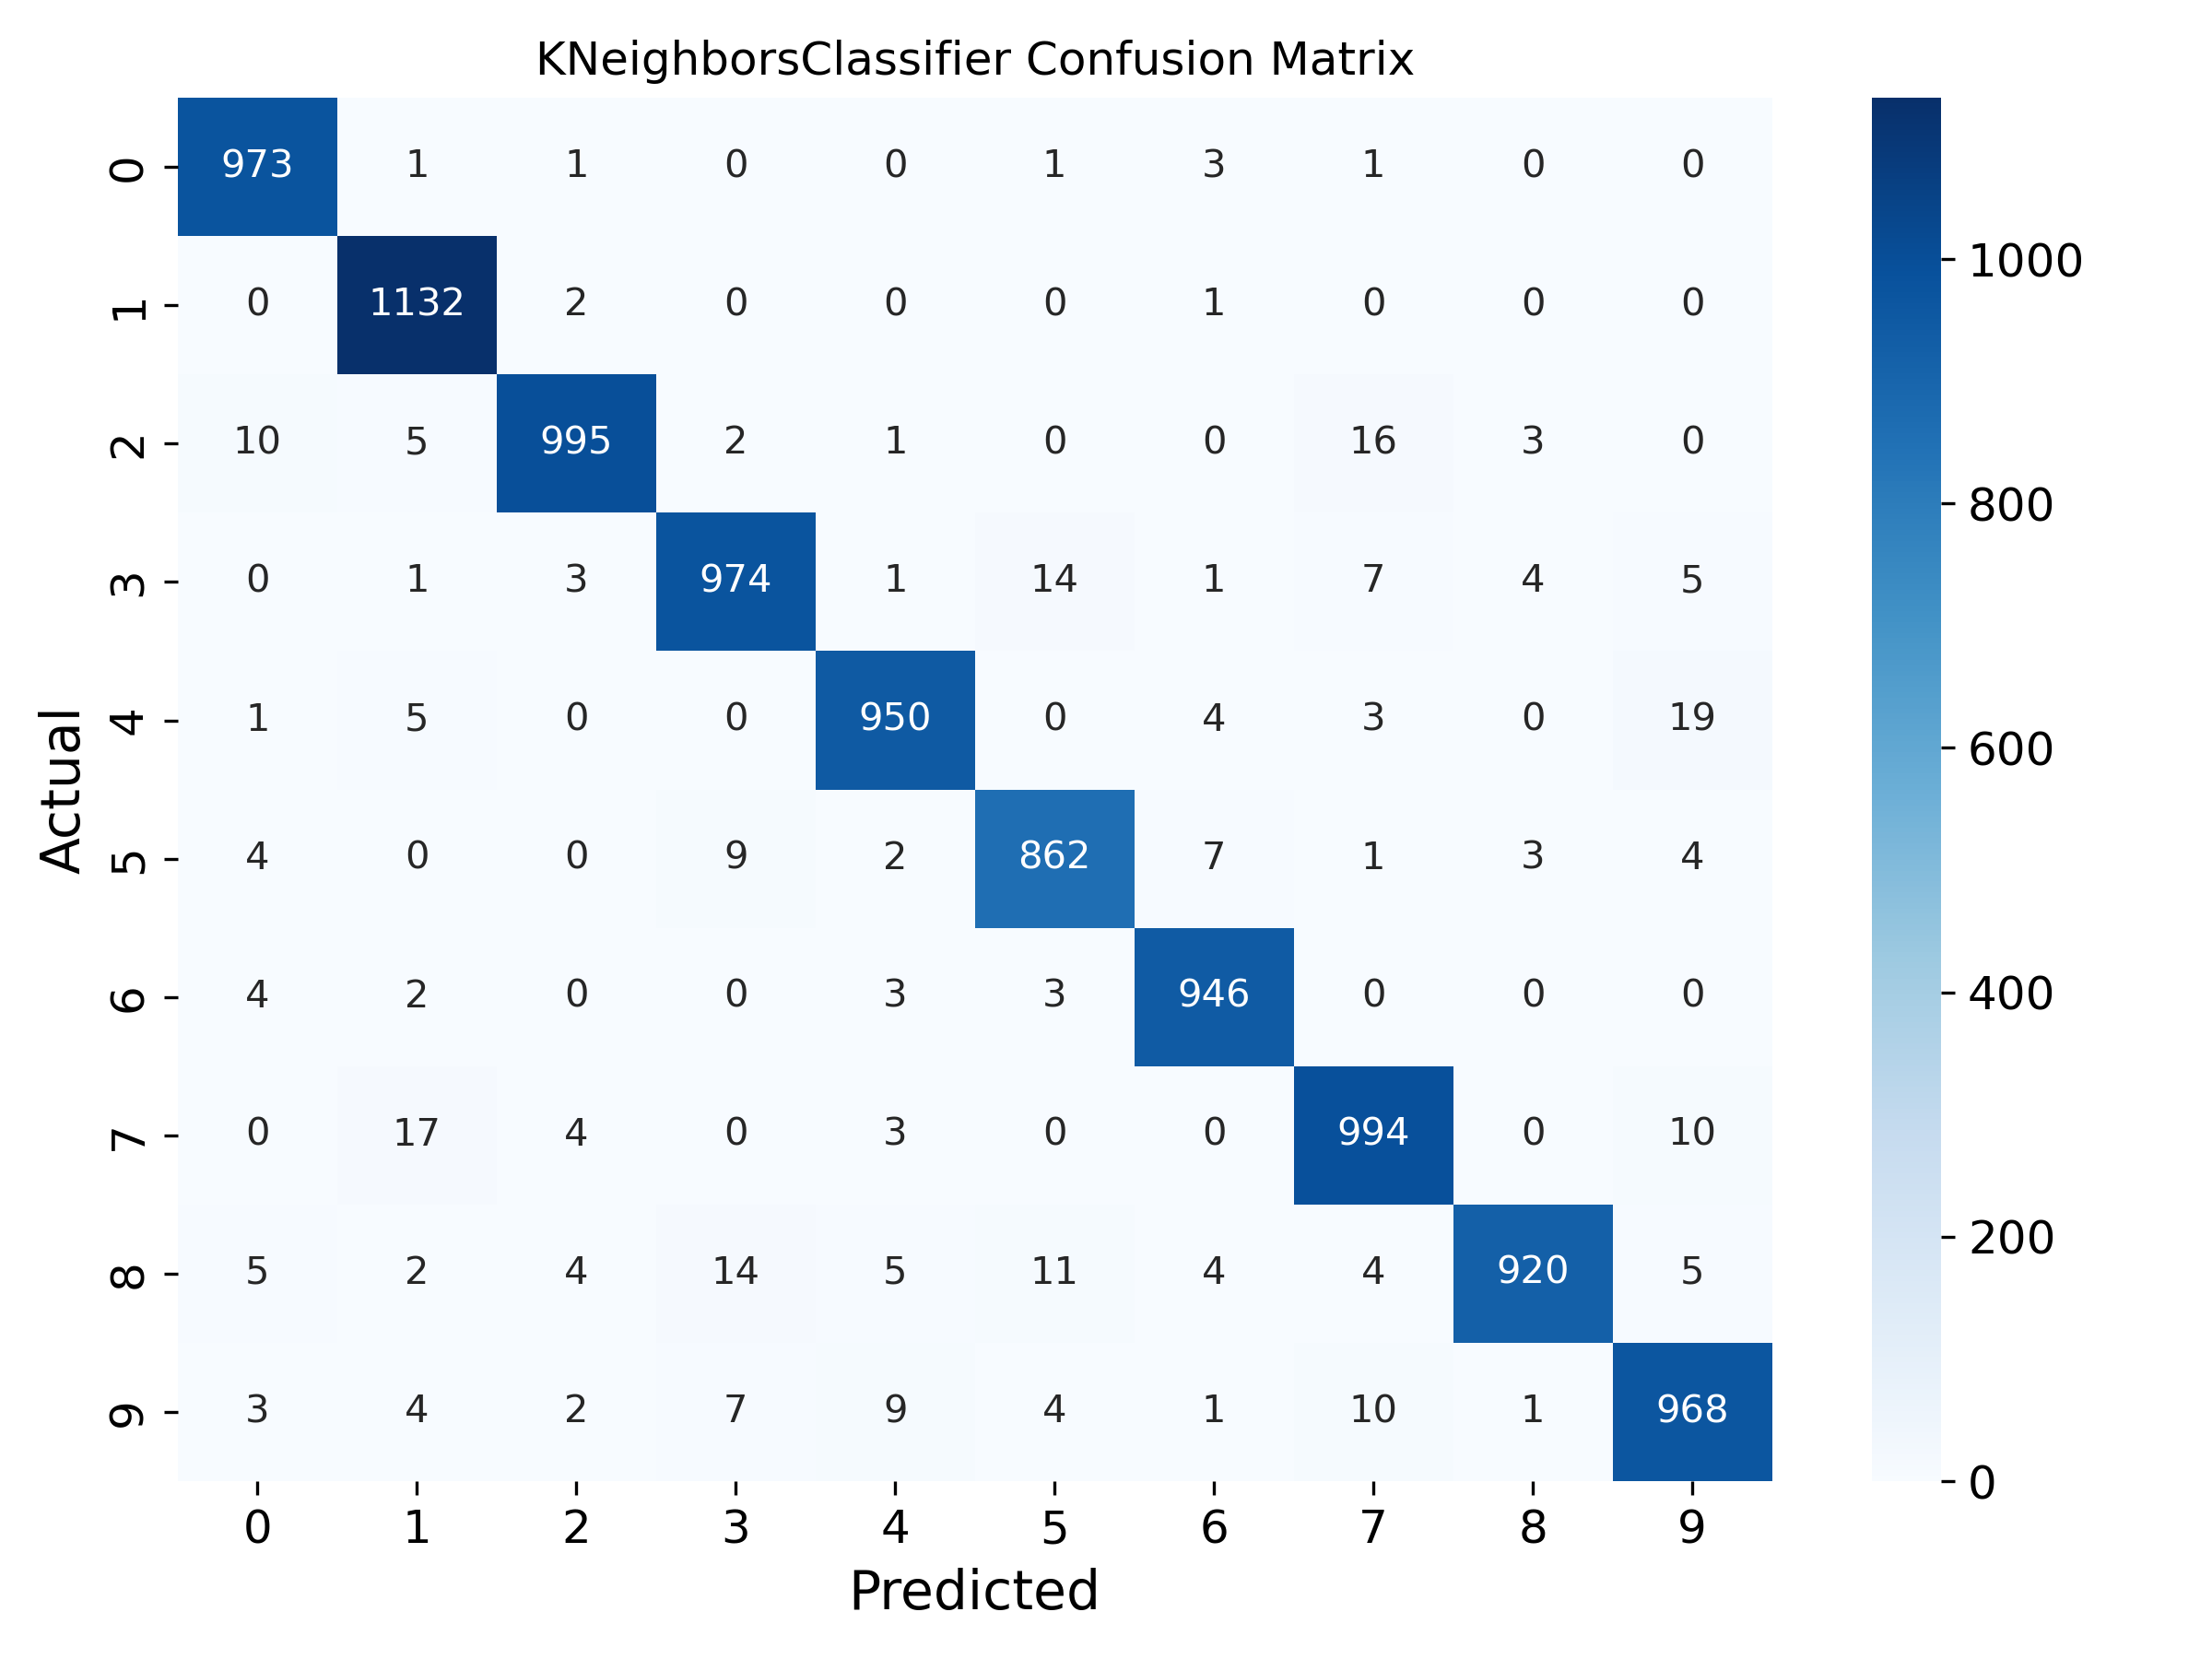 KNeighborsClassifier Confusion Matrix
0 973 1 1 0 0 1 3 1 0 0
1 0 1132 2 0 0 0 1 0 0 0
2 10 5 995 2 1 0 0 16 3 0
3 0 1 3 974 1 14 1 7 4 5
4 1 5 0 0 950 0 4 3 0 19
5 4 0 0 9 2 862 7 1 3 4
6 4 2 0 0 3 3 946 0 0 0
7 0 17 4 0 3 0 0 994 0 10
8 5 2 4 14 5 11 4 4 920 5
9 3 4 2 7 9 4 1 10 1 968
0 1 2 3 4 5 6 7 8 9
Predicted
Actual
1000
800
600
400
200
0